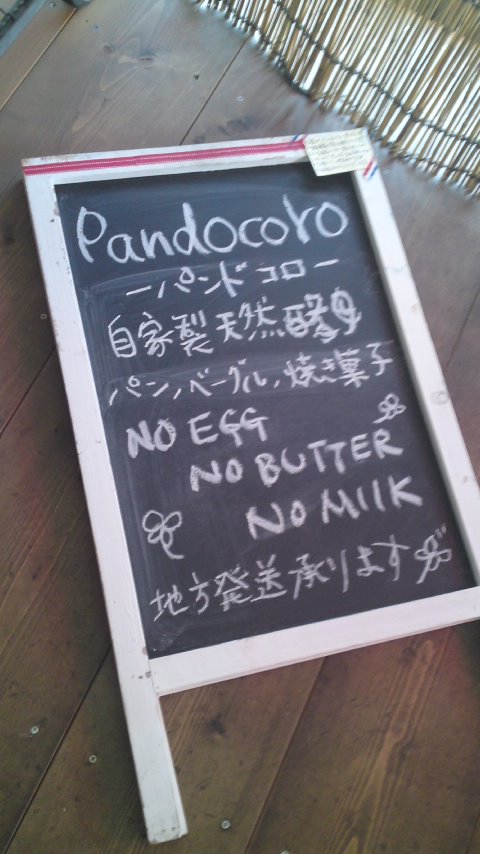 Pandocoro
ーパンドコロー
自家製天然酵母
パン、ベーグル、焼き菓子
NO EGG
NO BUTTER
NO MIlK
地方発送承ります